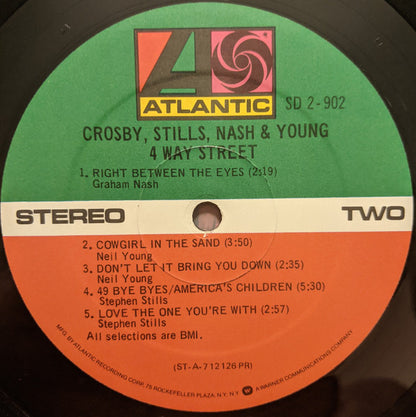 ATLANTIC
SD 2-902
CROSBY, STILLS, NASH & YOUNG
4 WAY STREET
1. RIGHT BETWEEN THE EYES (2:19)
Graham Nash
STEREO TWO
2. COWGIRL IN THE SAND (3:50)
Neil Young
3. DON'T LET IT BRING YOU DOWN (2:35)
Neil Young
4. 49 BYE BYES/AMERICA'S CHILDREN (5:30)
Stephen Stills
5. LOVE THE ONE YOU'RE WITH (2:57)
Stephen Stills
All selections are BMI.
(ST-A-712126 PR)
MFG. BY ATLANTIC RECORDING CORP., 75 ROCKEFELLER PLAZA, N.Y., N.Y. A WARNER COMMUNICATIONS COMPANY